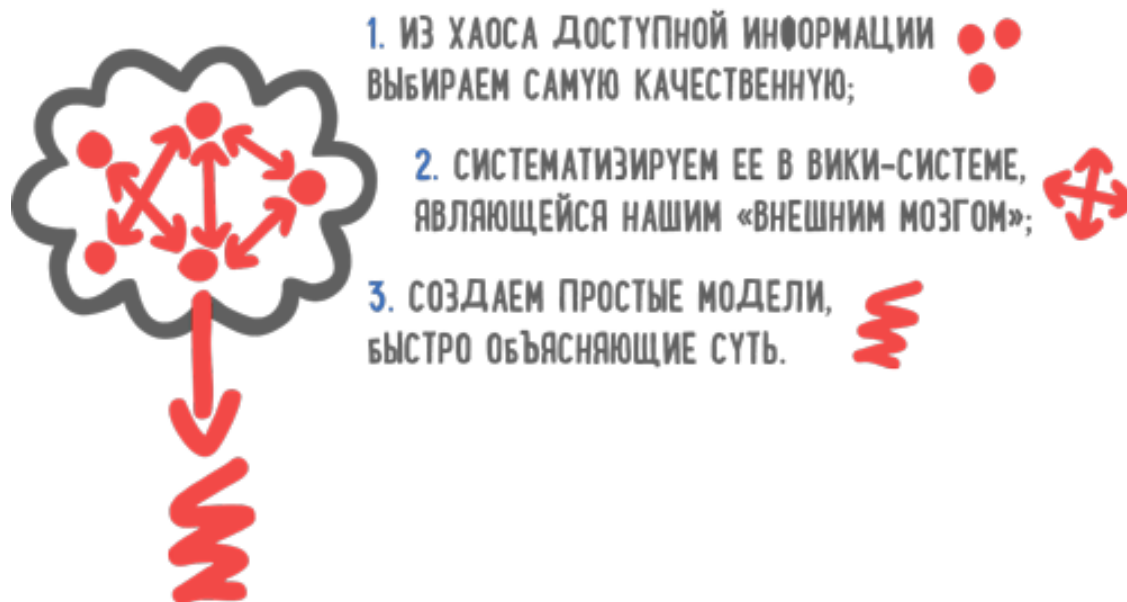 1. ИЗ ХАОСА ДОСТУПНОЙ ИНФОРМАЦИИ
ВЫБИРАЕМ САМУЮ КАЧЕСТВЕННУЮ;
2. СИСТЕМАТИЗИРУЕМ ЕЕ В ВИКИ-СИСТЕМЕ,
ЯВЛЯЮЩЕЙСЯ НАШИМ «ВНЕШНИМ МОЗГОМ»;
3. СОЗДАЕМ ПРОСТЫЕ МОДЕЛИ,
БЫСТРО ОБЪЯСНЯЮЩИЕ СУТЬ.